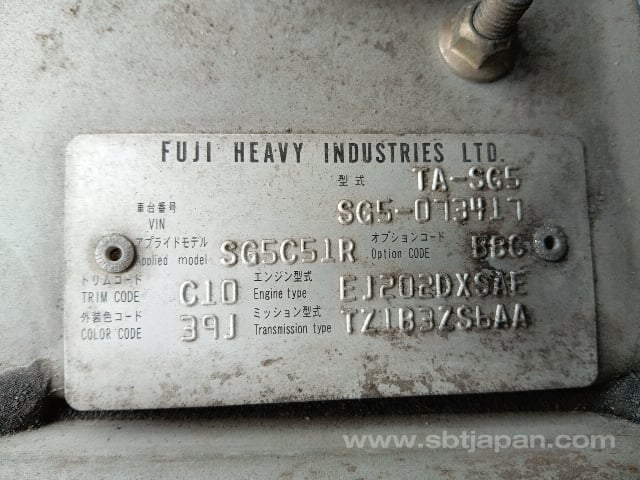 FUJI HEAVY INDUSTRIES LTD.
型式 TA-SG5
車台番号 VIN SG5-073417
アプライドモデル Applied model SG5C51R オプションコード Option CODE
トリムコード TRIM CODE C10 エンジン型式 Engine type EJ202DXSAE
外装色コード COLOR CODE 39J ミッション型式 Transmission type TZ1B3ZS6AA
www.sbtjapan.com